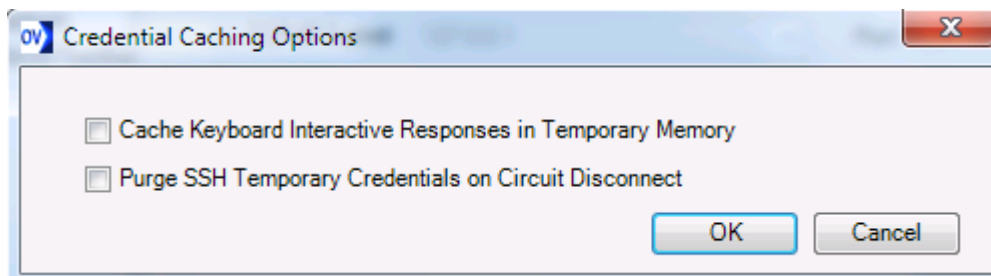 OV Credential Caching Options
Cache Keyboard Interactive Responses in Temporary Memory
Purge SSH Temporary Credentials on Circuit Disconnect
OK Cancel